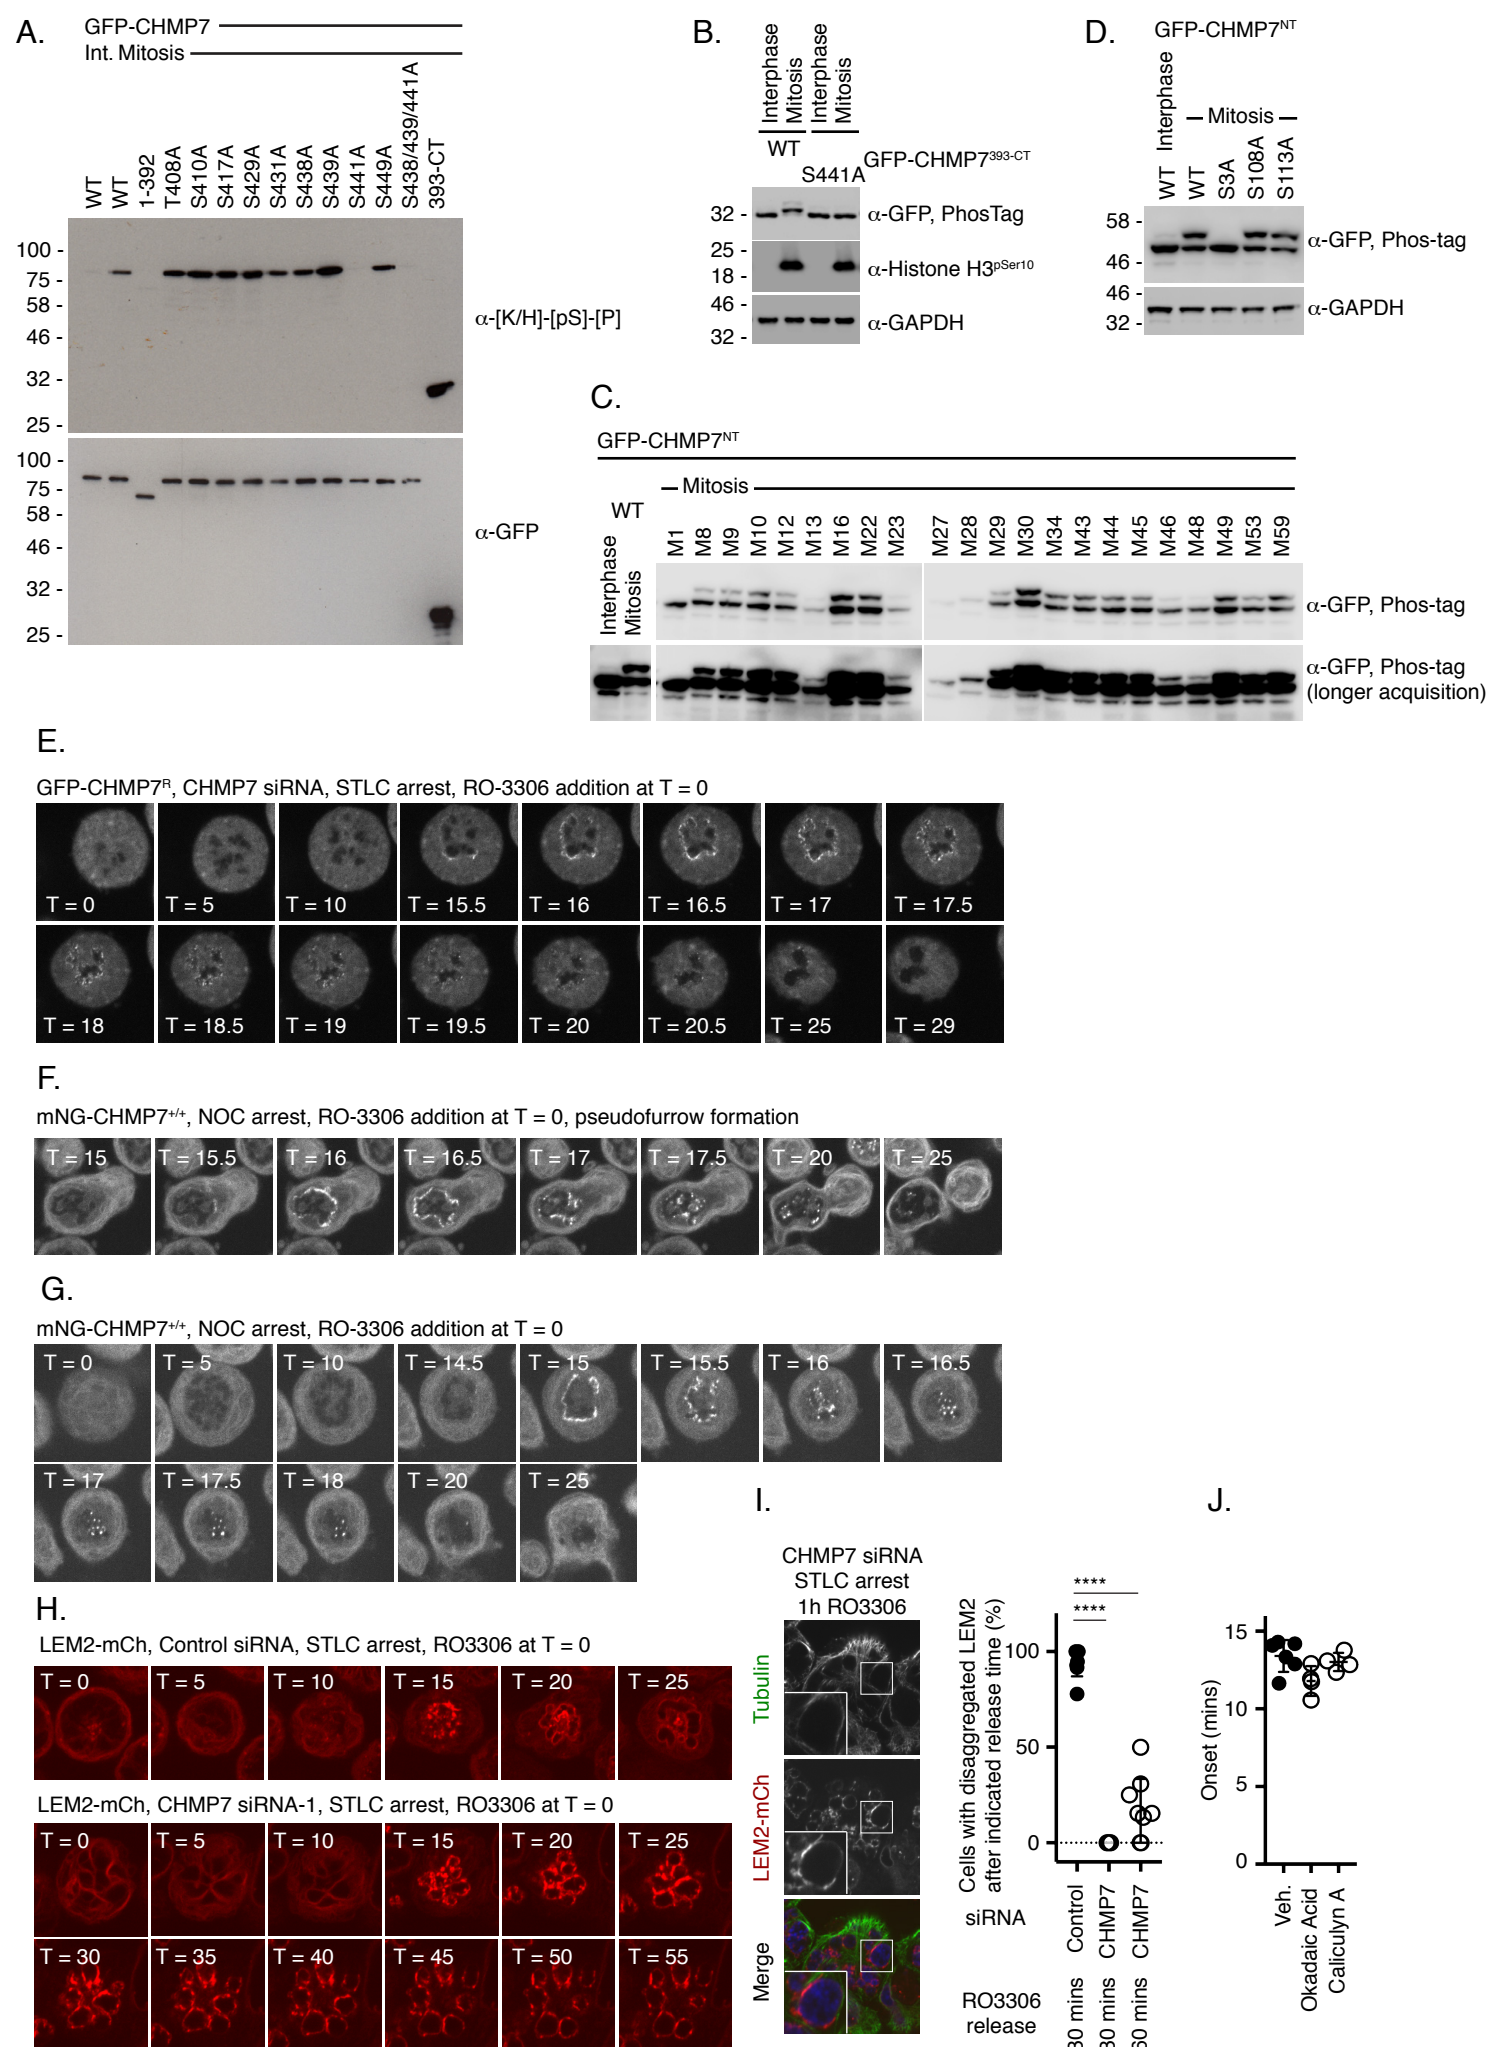 A.
GFP-CHMP7
Int. Mitosis
WT
WT
1-392
T408A
S410A
S417A
S429A
S431A
S438A
S439A
S441A
S449A
S438/439/441A
393-CT
100 -
75 -
58 -
46 -
32 -
25 -
α-[K/H]-[pS]-[P]
100 -
75 -
58 -
46 -
32 -
25 -
α-GFP
B.
Interphase
Mitosis
Interphase
Mitosis
WT
S441A
GFP-CHMP7393-CT
32 -
α-GFP, PhosTag
25 -
18 -
α-Histone H3pSer10
46 -
32 -
α-GAPDH
D.
GFP-CHMP7NT
Interphase
Mitosis
WT
WT
S3A
S108A
S113A
58 -
46 -
α-GFP, Phos-tag
46 -
32 -
α-GAPDH
C.
GFP-CHMP7NT
Mitosis
WT
Interphase
Mitosis
M1
M8
M9
M10
M12
M13
M16
M22
M23
M27
M28
M29
M30
M34
M43
M44
M45
M46
M48
M49
M53
M59
α-GFP, Phos-tag
α-GFP, Phos-tag
(longer acquisition)
E.
GFP-CHMP7R, CHMP7 siRNA, STLC arrest, RO-3306 addition at T = 0
T = 0
T = 5
T = 10
T = 15.5
T = 16
T = 16.5
T = 17
T = 17.5
T = 18
T = 18.5
T = 19
T = 19.5
T = 20
T = 20.5
T = 25
T = 29
F.
mNG-CHMP7+/+, NOC arrest, RO-3306 addition at T = 0, pseudofurrow formation
T = 15
T = 15.5
T = 16
T = 16.5
T = 17
T = 17.5
T = 20
T = 25
G.
mNG-CHMP7+/+, NOC arrest, RO-3306 addition at T = 0
T = 0
T = 5
T = 10
T = 14.5
T = 15
T = 15.5
T = 16
T = 16.5
T = 17
T = 17.5
T = 18
T = 20
T = 25
H.
LEM2-mCh, Control siRNA, STLC arrest, RO3306 at T = 0
T = 0
T = 5
T = 10
T = 15
T = 20
T = 25
LEM2-mCh, CHMP7 siRNA-1, STLC arrest, RO3306 at T = 0
T = 0
T = 5
T = 10
T = 15
T = 20
T = 25
T = 30
T = 35
T = 40
T = 45
T = 50
T = 55
I.
CHMP7 siRNA
STLC arrest
1h RO3306
Tubulin
LEM2-mCh
Merge
Cells with disaggregated LEM2
after indicated release time (%)
****
****
100
50
0
siRNA
Control
CHMP7
CHMP7
RO3306
release
30 mins
30 mins
60 mins
J.
Onset (mins)
15
10
5
0
Veh.
Okadaic Acid
Caliculyn A